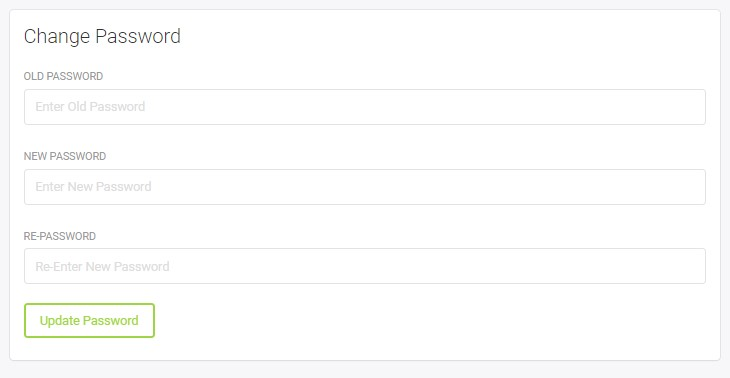 Change Password
OLD PASSWORD
Enter Old Password
NEW PASSWORD
Enter New Password
RE-PASSWORD
Re-Enter New Password
Update Password